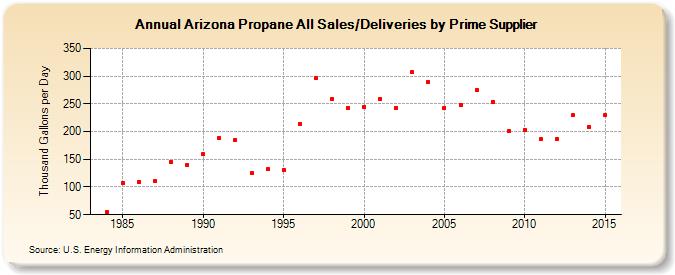 Annual Arizona Propane All Sales/Deliveries by Prime Supplier
Thousand Gallons per Day
350
300
250
200
150
100
50
1985 1990 1995 2000 2005 2010 2015
Source: U.S. Energy Information Administration